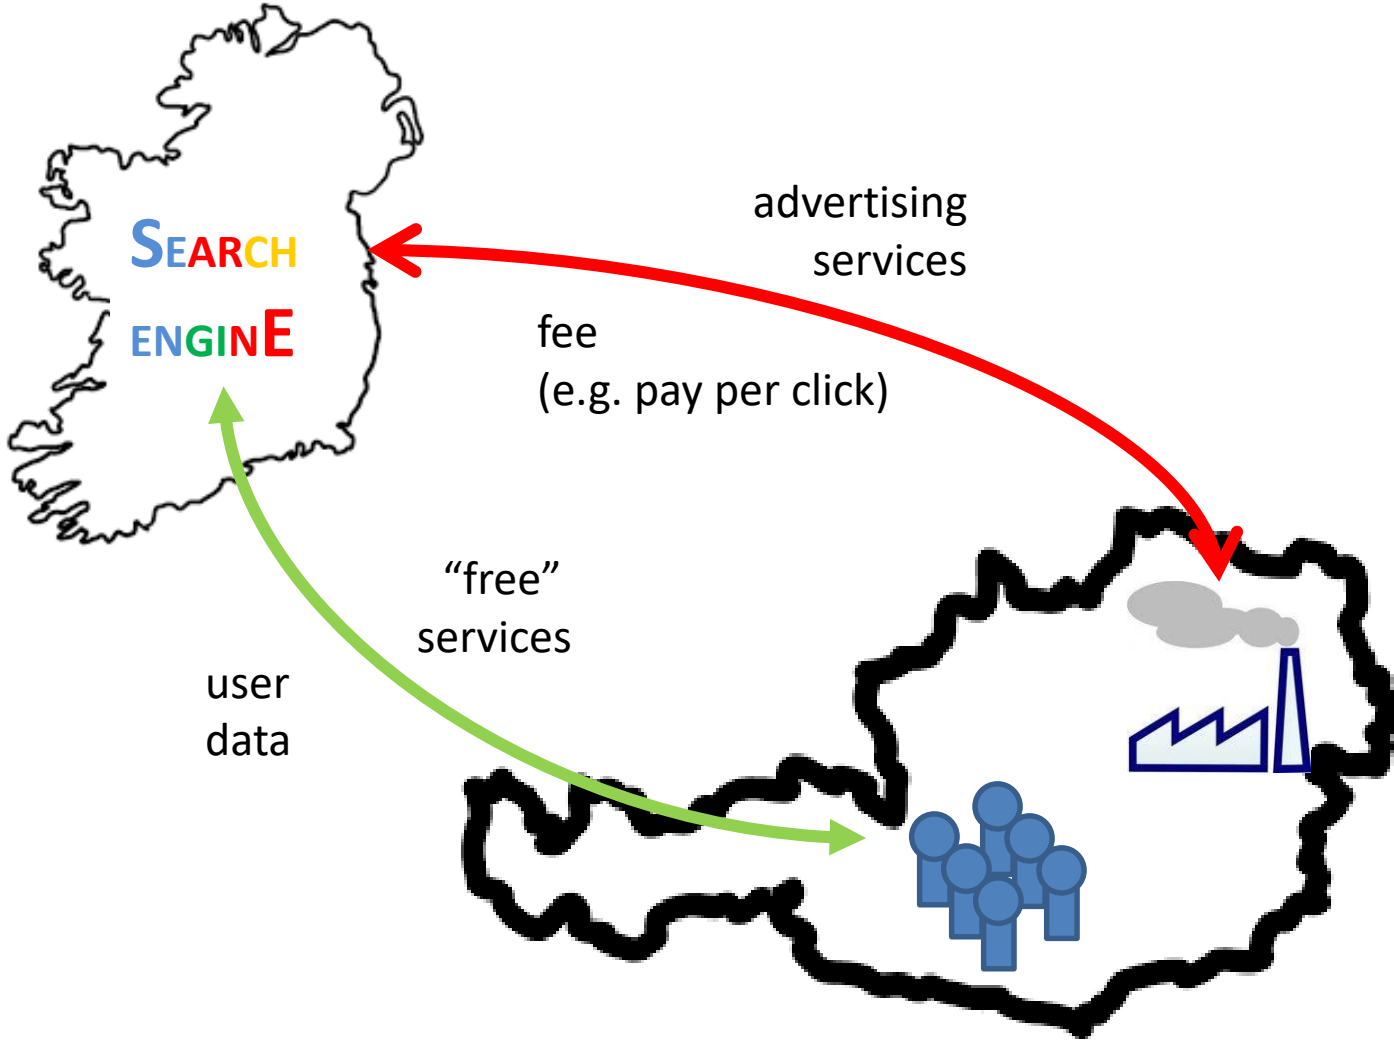 SEARCH
ENGINE
advertising
services
fee
(e.g. pay per click)
“free”
services
user
data